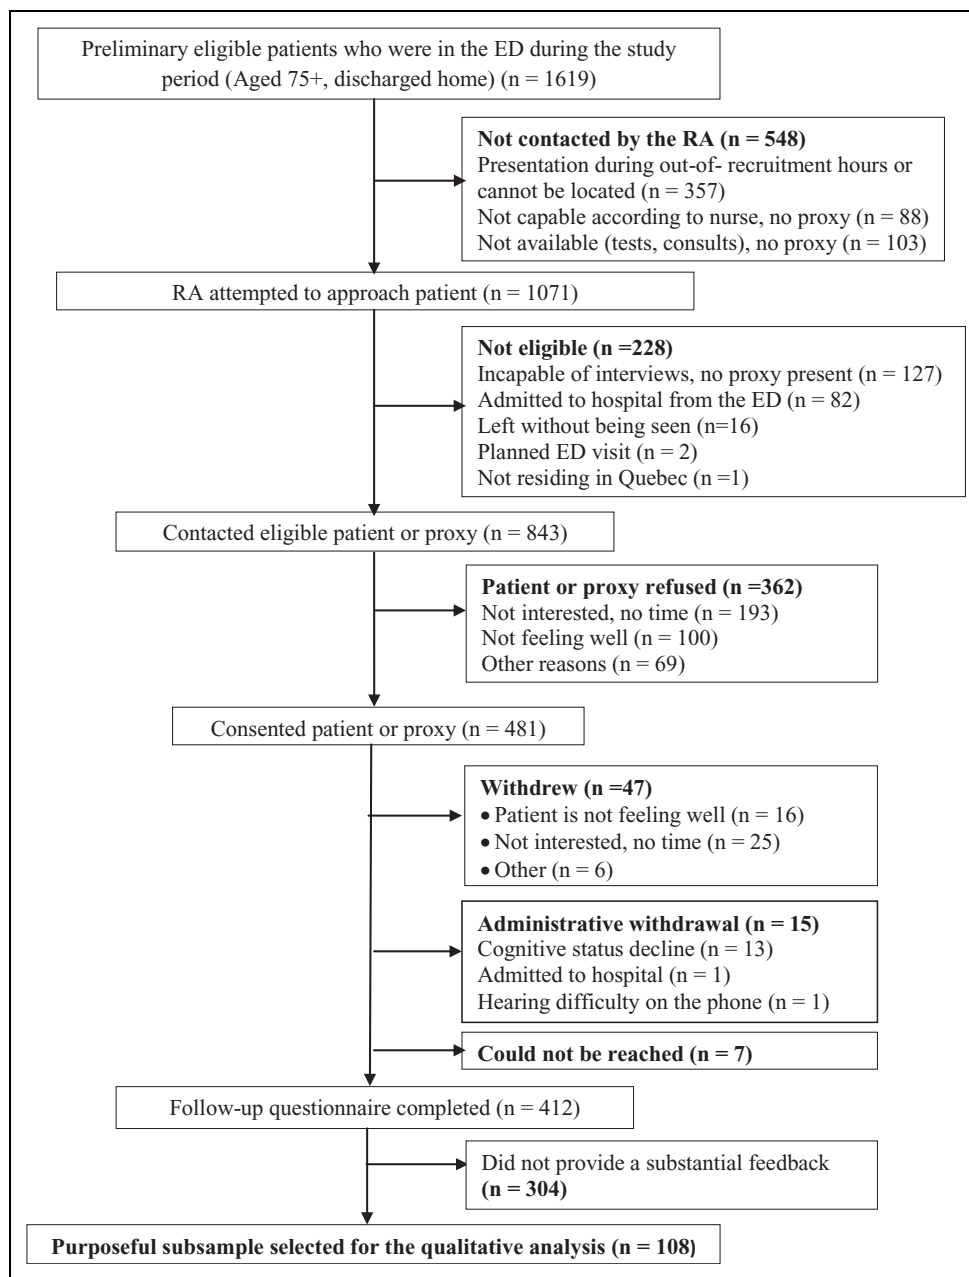 Preliminary eligible patients who were in the ED during the study
period (Aged 75+, discharged home) (n = 1619)
Not contacted by the RA (n = 548)
Presentation during out-of- recruitment hours or
cannot be located (n = 357)
Not capable according to nurse, no proxy (n = 88)
Not available (tests, consults), no proxy (n = 103)
RA attempted to approach patient (n = 1071)
Not eligible (n =228)
Incapable of interviews, no proxy present (n = 127)
Admitted to hospital from the ED (n = 82)
Left without being seen (n=16)
Planned ED visit (n = 2)
Not residing in Quebec (n =1)
Contacted eligible patient or proxy (n = 843)
Patient or proxy refused (n =362)
Not interested, no time (n = 193)
Not feeling well (n = 100)
Other reasons (n = 69)
Consented patient or proxy (n = 481)
Withdrew (n =47)
• Patient is not feeling well (n = 16)
• Not interested, no time (n = 25)
• Other (n = 6)
Administrative withdrawal (n = 15)
Cognitive status decline (n = 13)
Admitted to hospital (n = 1)
Hearing difficulty on the phone (n = 1)
Could not be reached (n = 7)
Follow-up questionnaire completed (n = 412)
Did not provide a substantial feedback
(n = 304)
Purposeful subsample selected for the qualitative analysis (n = 108)